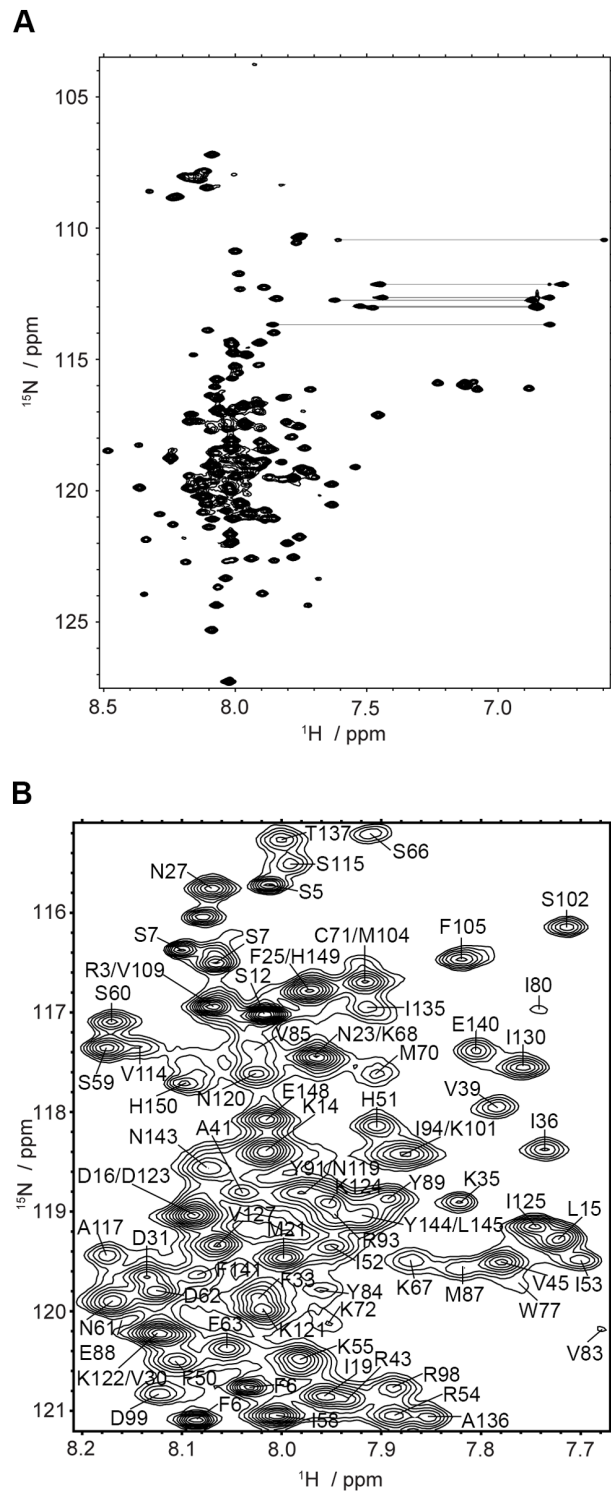 A
105
110
115
120
125
¹⁵N / ppm
8.5 8.0 7.5 7.0
¹H / ppm
B
T137
S66
S115
N27
S5
S102
116
S7 S7
C71/M104
F105
F25/H149
R3/V109
S12
I80
I135
117
S60
V85
N23/K68
E140
I130
M70
S59
V114
H150
N120
V39
E148
H51
118
K14
A41
I94/K101
I36
N143
Y91/N119
Y89
K35
D16/D123
K124
I125
L15
V127
Y144/L145
119
A117
M21
R93
D31
I52
F141
F33
K67
V45
I53
D62
Y84
M87
W77
120
N61/
K72
E88
F63
K121
V83
K55
K122/V30
F50
I19
R43
F6
R98
R54
D99
F6
I58
A136
121
¹⁵N / ppm
8.2 8.1 8.0 7.9 7.8 7.7
¹H / ppm